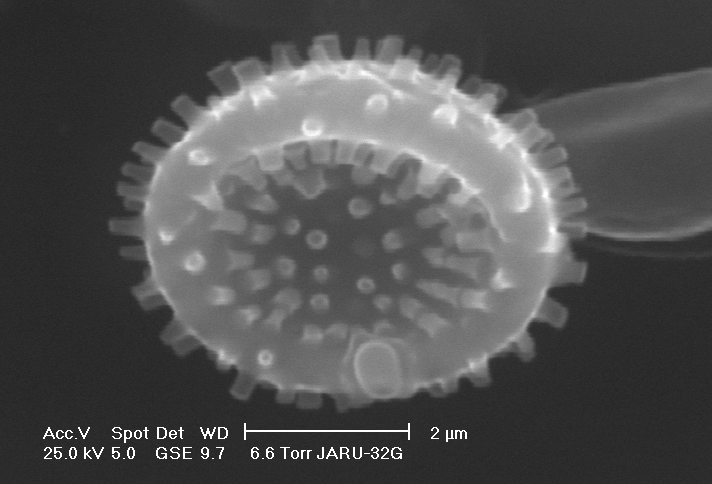 Acc.V Spot Det WD 2 µm
25.0 kV 5.0 GSE 9.7 6.6 Torr JARU-32G